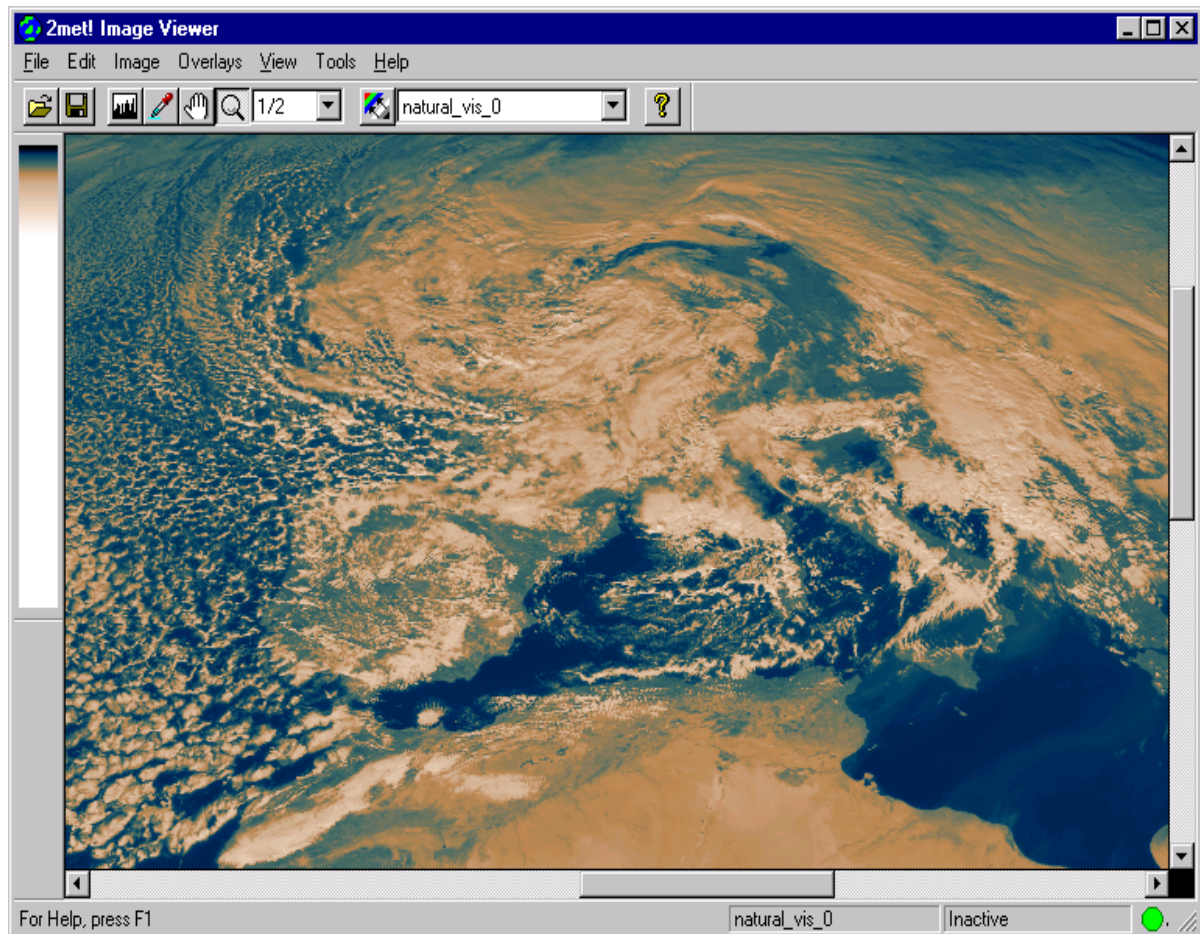 2met! Image Viewer
File Edit Image Overlays View Tools Help
1/2 natural_vis_0
For Help, press F1 natural_vis_0 Inactive